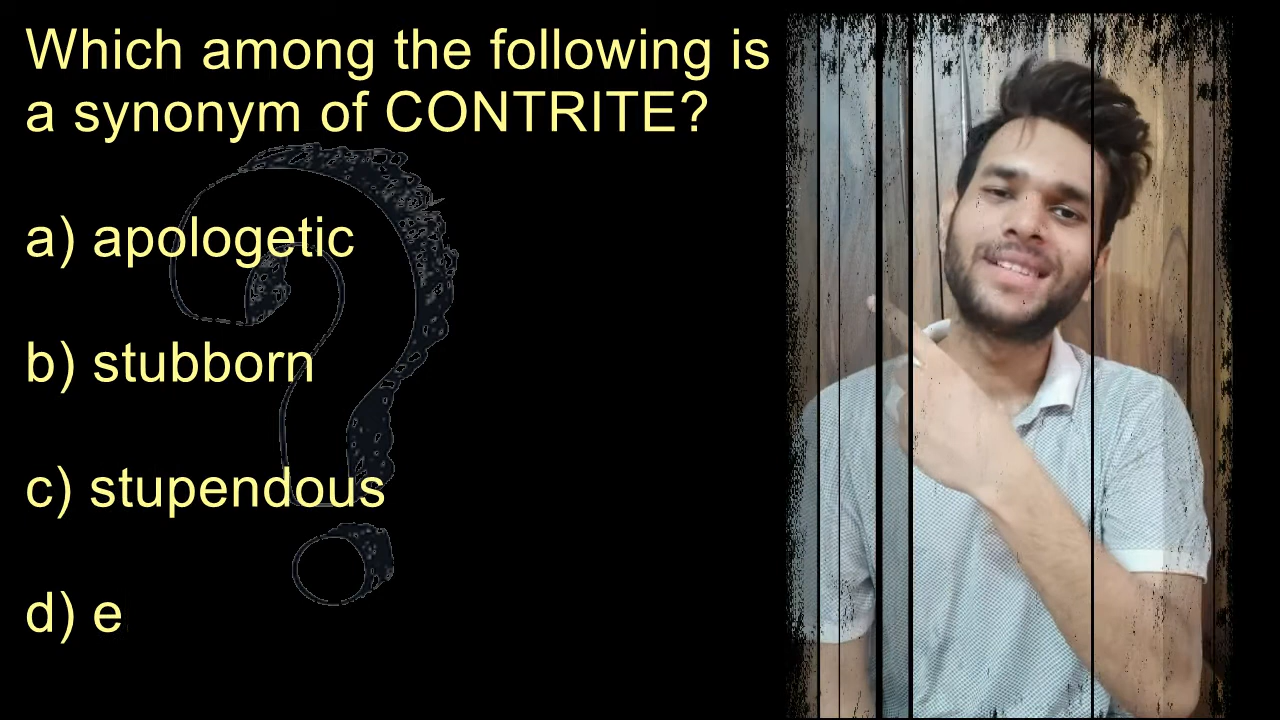 Which among the following is
a synonym of CONTRITE?
a) apologetic
b) stubborn
c) stupendous
d) e